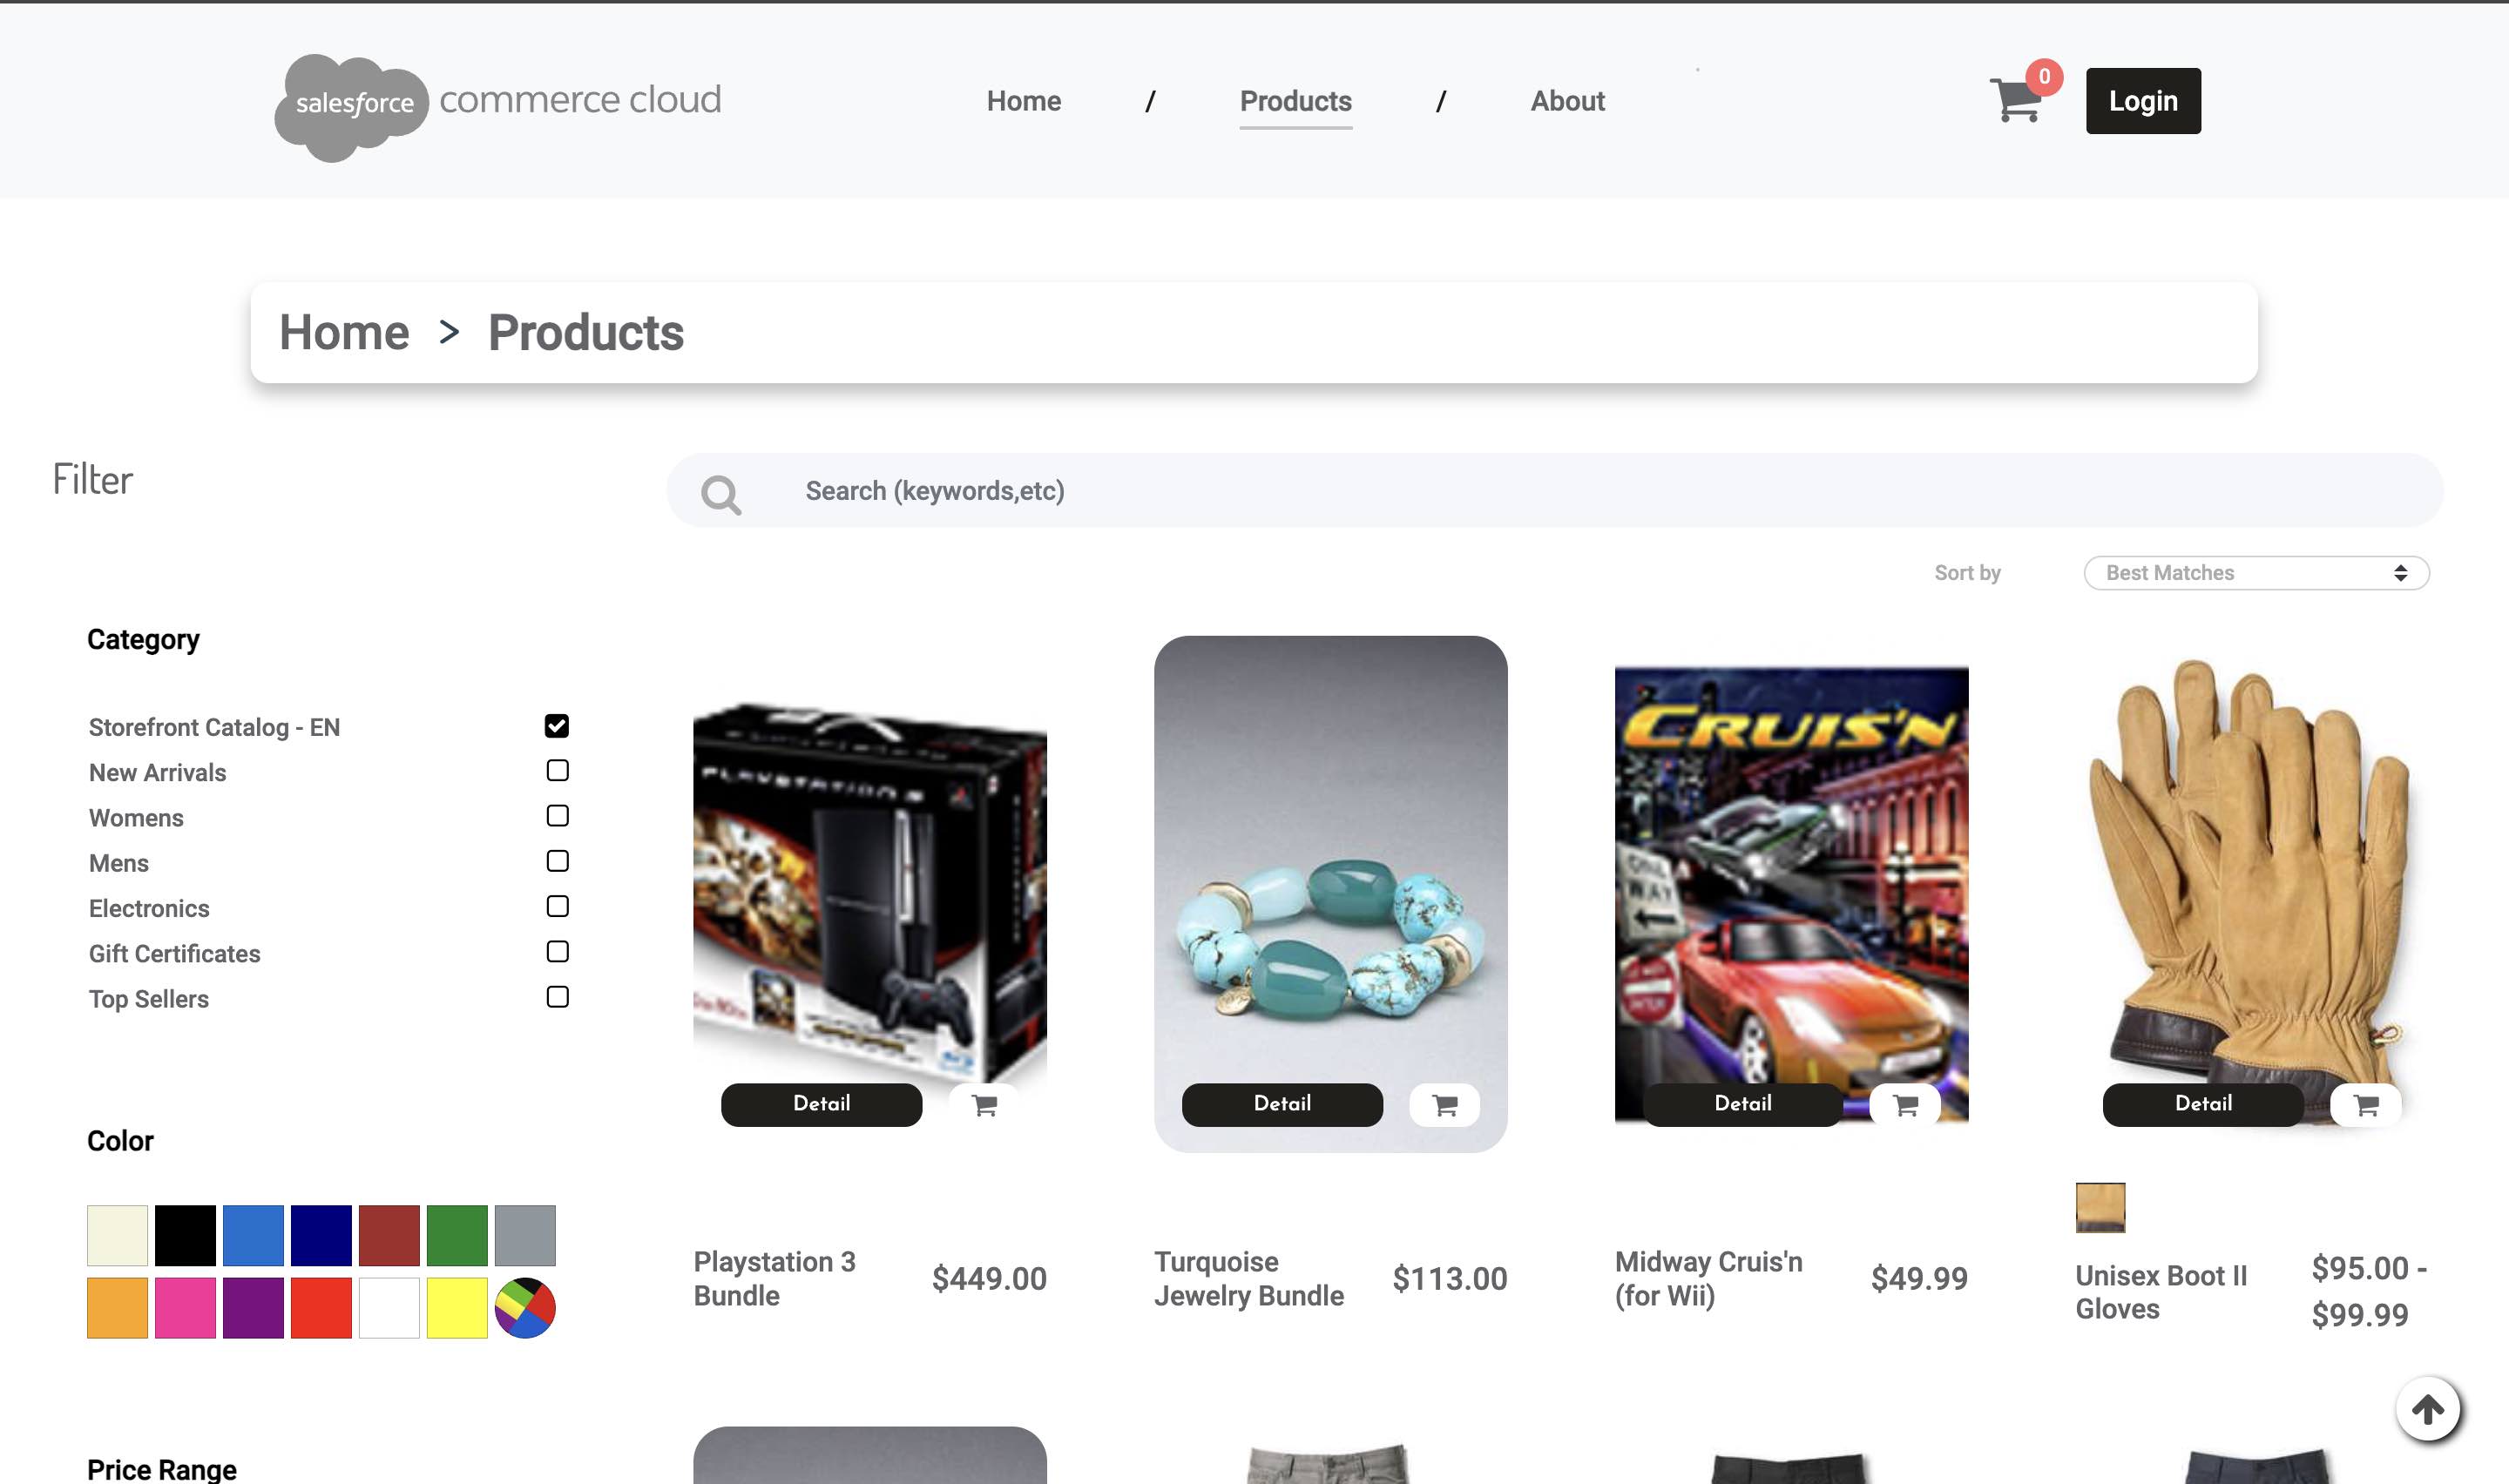 salesforce commerce cloud
Home / Products / About
0
Login
Home > Products
Filter
Search (keywords,etc)
Sort by
Best Matches
Category
Storefront Catalog - EN
New Arrivals
Womens
Mens
Electronics
Gift Certificates
Top Sellers
Color
Price Range
PLAYSTATION 3
Detail
Playstation 3
Bundle
$449.00
Detail
Turquoise
Jewelry Bundle
$113.00
CRUIS'N
ONE
WAY
Detail
Midway Cruis'n
(for Wii)
$49.99
Detail
Unisex Boot II
Gloves
$95.00 -
$99.99